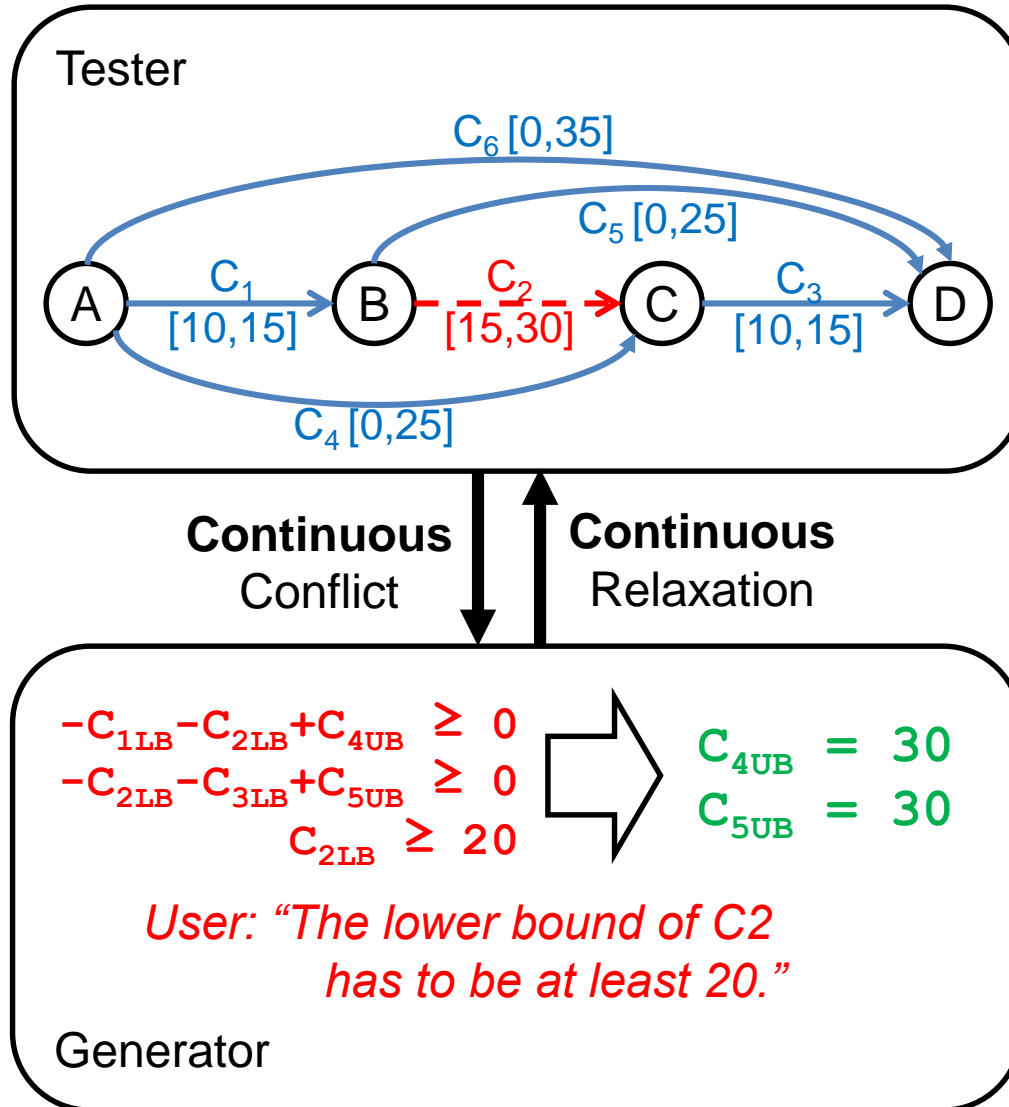 Tester
C₆ [0,35]
C₅ [0,25]
A
C₁
[10,15]
B
C₂
[15,30]
C
C₃
[10,15]
D
C₄ [0,25]
Continuous
Conflict
Continuous
Relaxation
-C₁LB-C₂LB+C₄UB ≥ 0
-C₂LB-C₃LB+C₅UB ≥ 0
C₂LB ≥ 20
C₄UB = 30
C₅UB = 30
User: “The lower bound of C2
has to be at least 20.”
Generator